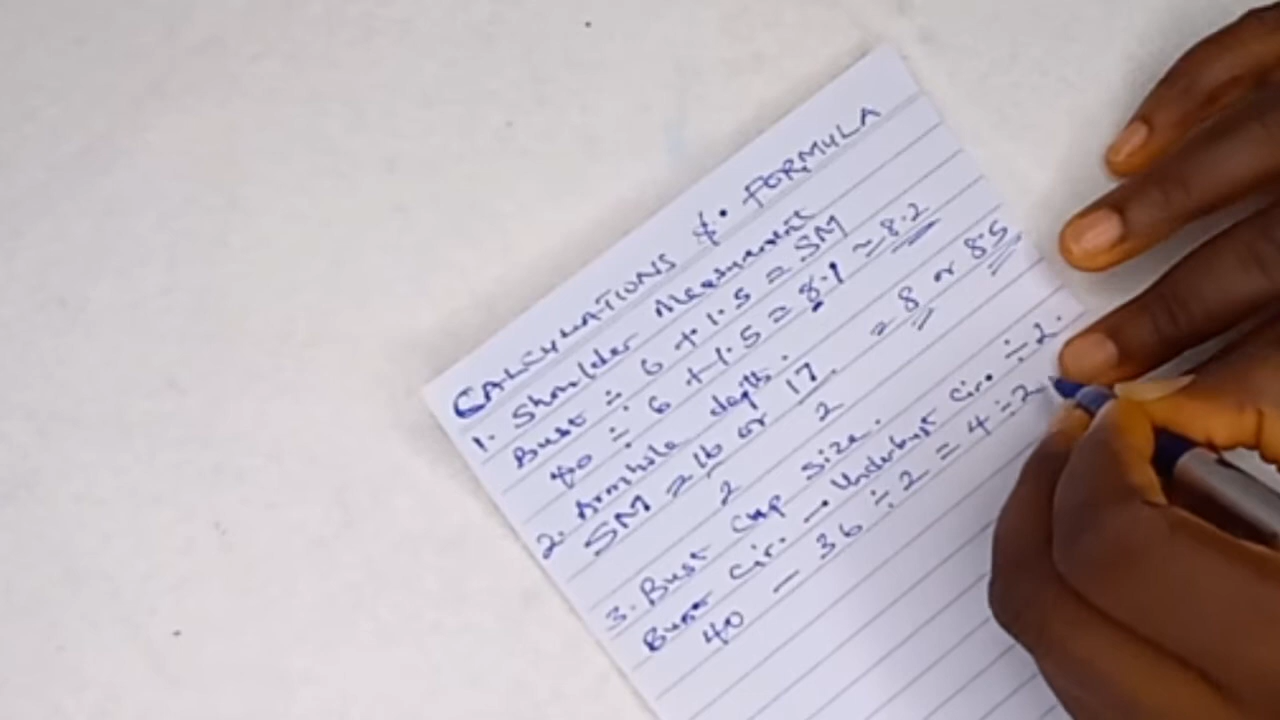 CALCULATIONS &. FORMULA
1. Shoulder Measurement
Bust ÷ 6 + 1.5 = SM
40 ÷ 6 + 1.5 = 8.1 ≃ 8.2
2. Armhole depth.
SM = 16 or 17 = 8 or 8.5
2 2
3. Bust Cup Size.
Bust Circ. - Underbust Circ. ÷ 2.
40 - 36 ÷ 2 = 4 ÷ 2